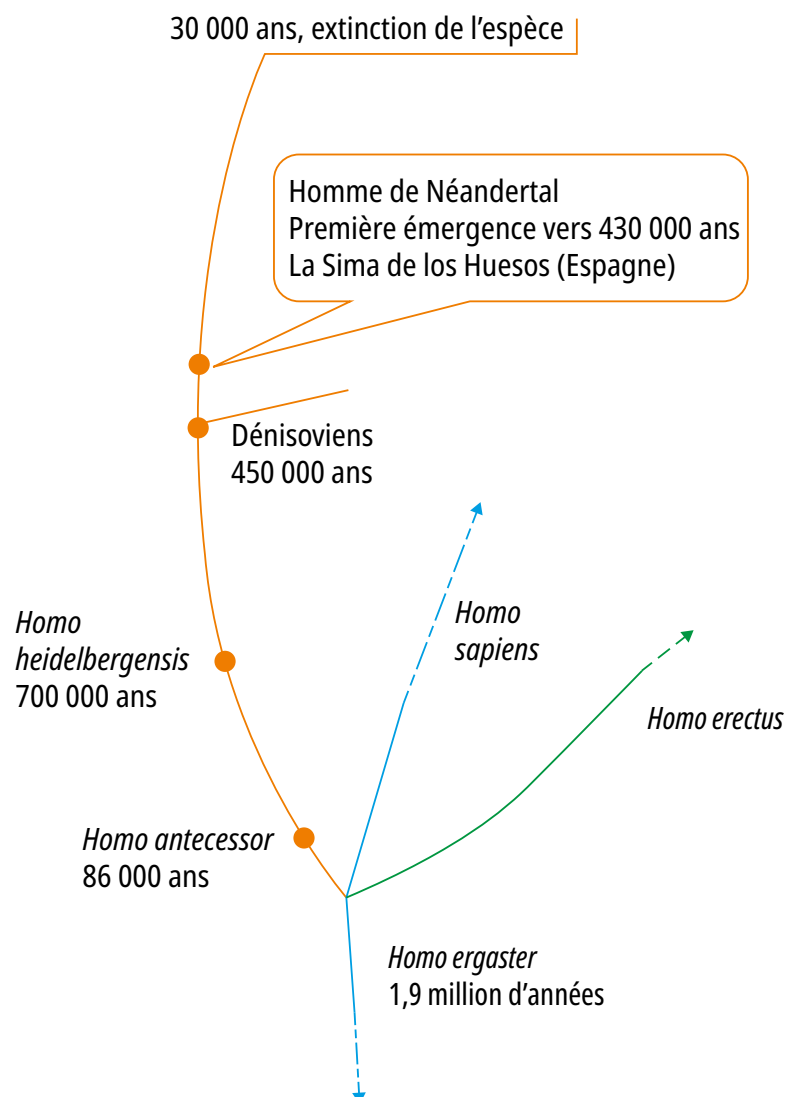 30 000 ans, extinction de l’espèce
Homme de Néandertal
Première émergence vers 430 000 ans
La Sima de los Huesos (Espagne)
Dénisoviens
450 000 ans
Homo
sapiens
Homo
heidelbergensis
700 000 ans
Homo erectus
Homo antecessor
86 000 ans
Homo ergaster
1,9 million d’années